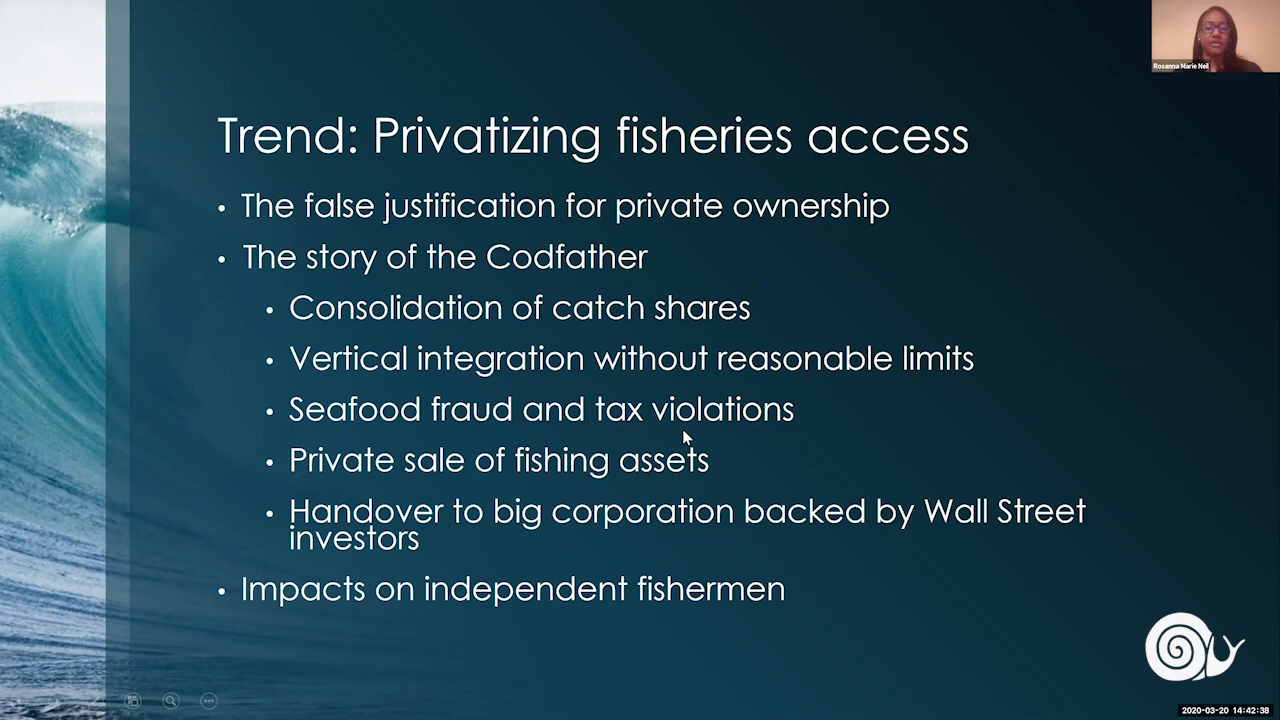 Rosanna Marie Neil
Trend: Privatizing fisheries access
• The false justification for private ownership
• The story of the Codfather
• Consolidation of catch shares
• Vertical integration without reasonable limits
• Seafood fraud and tax violations
• Private sale of fishing assets
• Handover to big corporation backed by Wall Street
investors
• Impacts on independent fishermen
2020-03-20 14:42:38